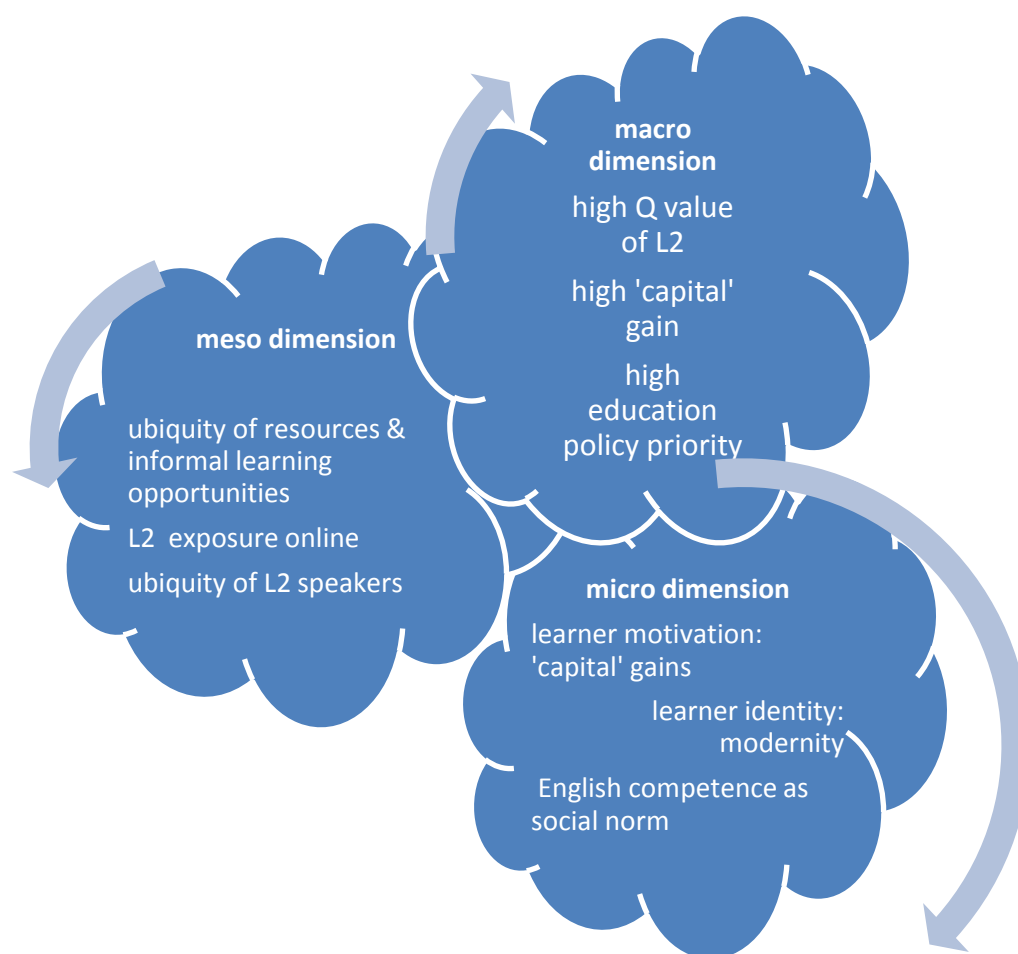 macro
dimension
high Q value
of L2
high 'capital'
gain
high
education
policy priority
meso dimension
ubiquity of resources &
informal learning
opportunities
L2 exposure online
ubiquity of L2 speakers
micro dimension
learner motivation:
'capital' gains
learner identity:
modernity
English competence as
social norm